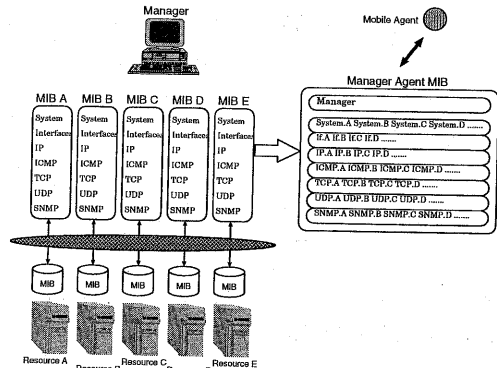 Manager
Mobile Agent
Manager Agent MIB
Manager
System.A System.B System.C System.D .......
If.A If.B If.C If.D .......
IP.A IP.B IP.C IP.D .......
ICMP.A ICMP.B ICMP.C ICMP.D .......
TCP.A TCP.B TCP.C TCP.D .......
UDP.A UDP.B UDP.C UDP.D .......
SNMP.A SNMP.B SNMP.C SNMP.D .......
MIB A
System
Interfaces
IP
ICMP
TCP
UDP
SNMP
MIB B
System
Interfaces
IP
ICMP
TCP
UDP
SNMP
MIB C
System
Interfaces
IP
ICMP
TCP
UDP
SNMP
MIB D
System
Interfaces
IP
ICMP
TCP
UDP
SNMP
MIB E
System
Interfaces
IP
ICMP
TCP
UDP
SNMP
MIB
MIB
MIB
MIB
MIB
Resource A
Resource C
Resource E